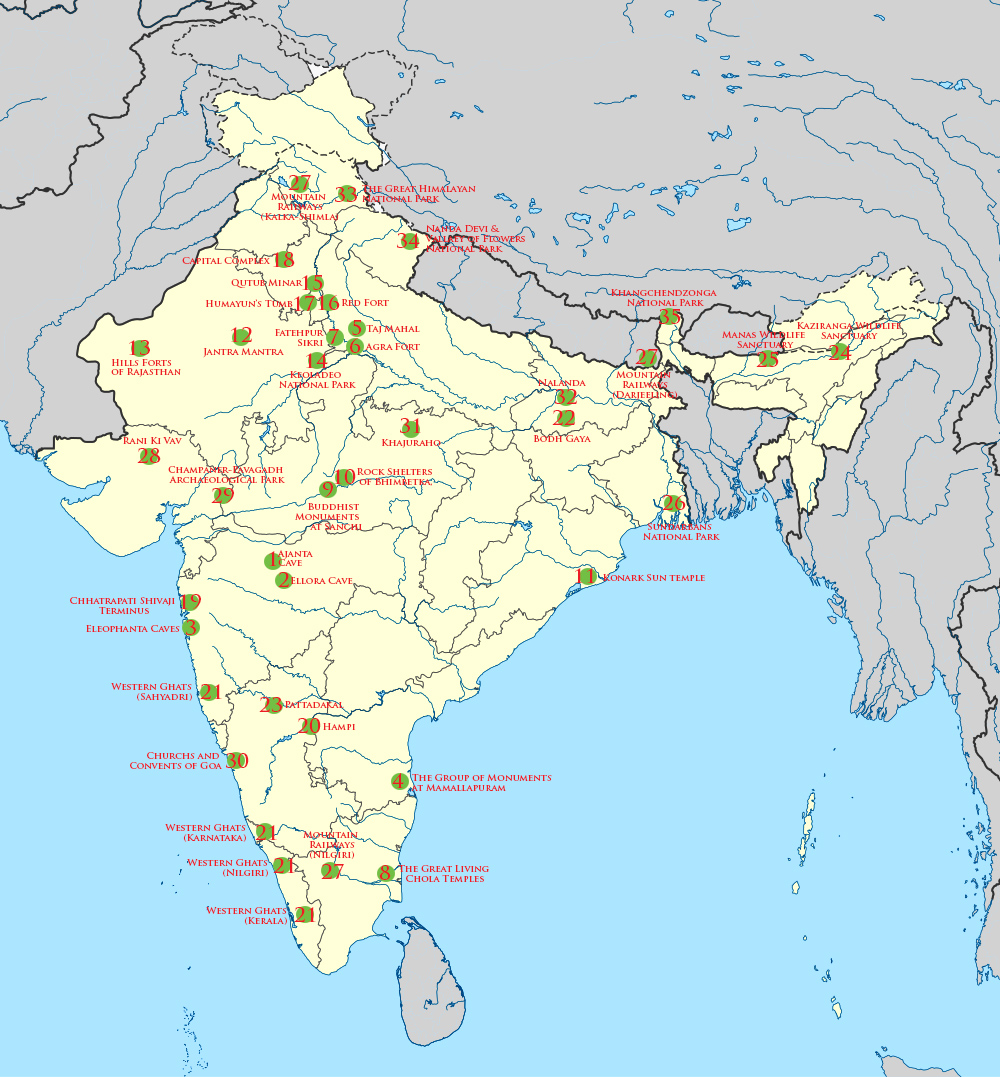 27
MOUNTAIN
RAILWAYS
(KALKA-SHIMLA)
33
THE GREAT HIMALAYAN
NATIONAL PARK
34
NANDA DEVI &
VALLEY OF FLOWERS
NATIONAL PARK
CAPITAL COMPLEX 18
QUTUB MINAR 15
HUMAYUN'S TUMB 17
16 RED FORT
KHANGCHENDZONGA
NATIONAL PARK
35
12
JANTRA MANTRA
13
HILLS FORTS
OF RAJASTHAN
FATEHPUR
SIKRI
7
5 TAJ MAHAL
6 AGRA FORT
14
KEOLADEO
NATIONAL PARK
MANAS WILDLIFE
SANCTUARY
25
KAZIRANGA WILDLIFE
SANCTUARY
24
27
MOUNTAIN
RAILWAYS
(DARJEELING)
NALANDA
32
22
BODH GAYA
31
KHAJURAHO
RANI KI VAV
28
CHAMPANER-PAVAGADH
ARCHAEOLOGICAL PARK
29
10 ROCK SHELTERS
OF BHIMBETKA
9
BUDDHIST
MONUMENTS
AT SANCHI
26
SUNDARBANS
NATIONAL PARK
1 AJANTA
CAVE
2 ELLORA CAVE
11 KONARK SUN TEMPLE
CHHATRAPATI SHIVAJI
TERMINUS
19
ELEOPHANTA CAVES 3
WESTERN GHATS
(SAHYADRI)
21
23 PATTADAKAL
20 HAMPI
CHURCHS AND
CONVENTS OF GOA
30
4 THE GROUP OF MONUMENTS
AT MAMALLAPURAM
WESTERN GHATS
(KARNATAKA)
21
MOUNTAIN
RAILWAYS
(NILGIRI)
27
WESTERN GHATS
(NILGIRI)
21
8 THE GREAT LIVING
CHOLA TEMPLES
WESTERN GHATS
(KERALA)
21